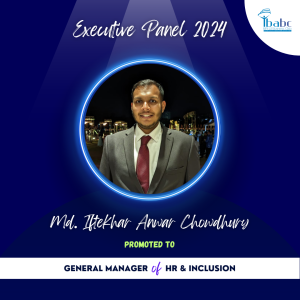 Executive Panel 2024
ibabc
Md. Iftekhar Anwar Chowdhury
PROMOTED TO
GENERAL MANAGER of HR & INCLUSION